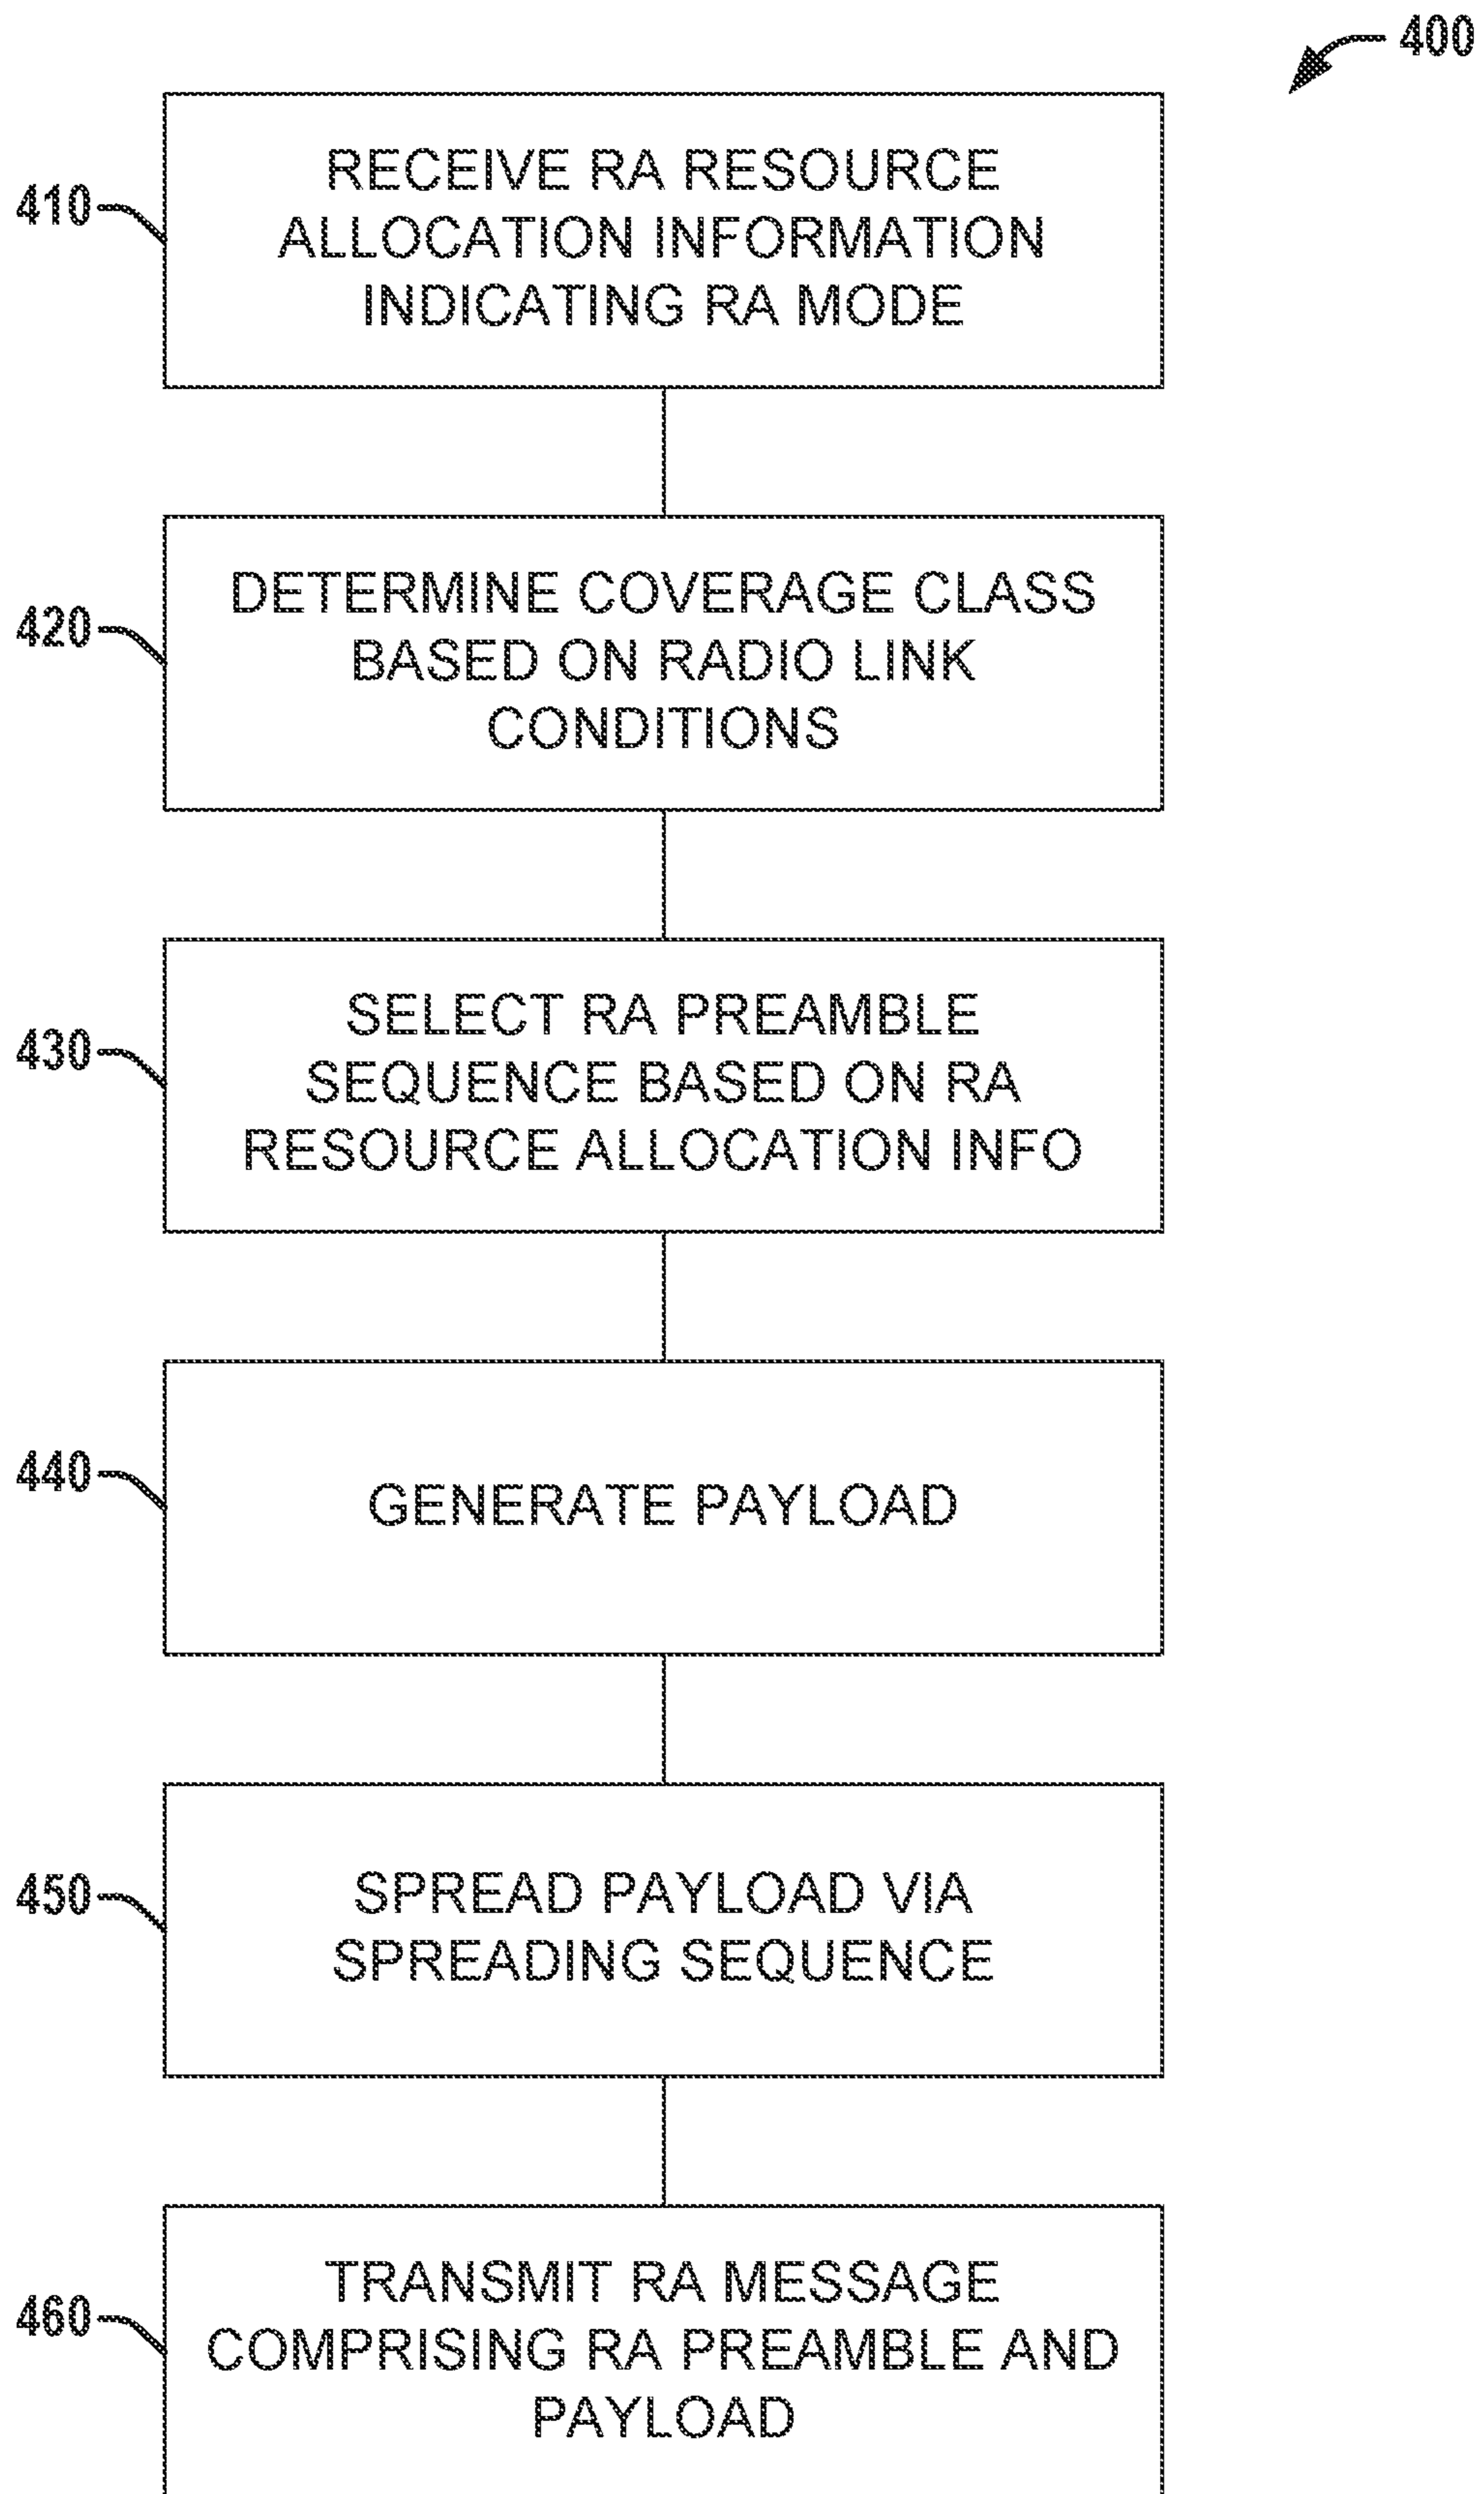 400
410
RECEIVE RA RESOURCE
ALLOCATION INFORMATION
INDICATING RA MODE
420
DETERMINE COVERAGE CLASS
BASED ON RADIO LINK
CONDITIONS
430
SELECT RA PREAMBLE
SEQUENCE BASED ON RA
RESOURCE ALLOCATION INFO
440
GENERATE PAYLOAD
450
SPREAD PAYLOAD VIA
SPREADING SEQUENCE
460
TRANSMIT RA MESSAGE
COMPRISING RA PREAMBLE AND
PAYLOAD